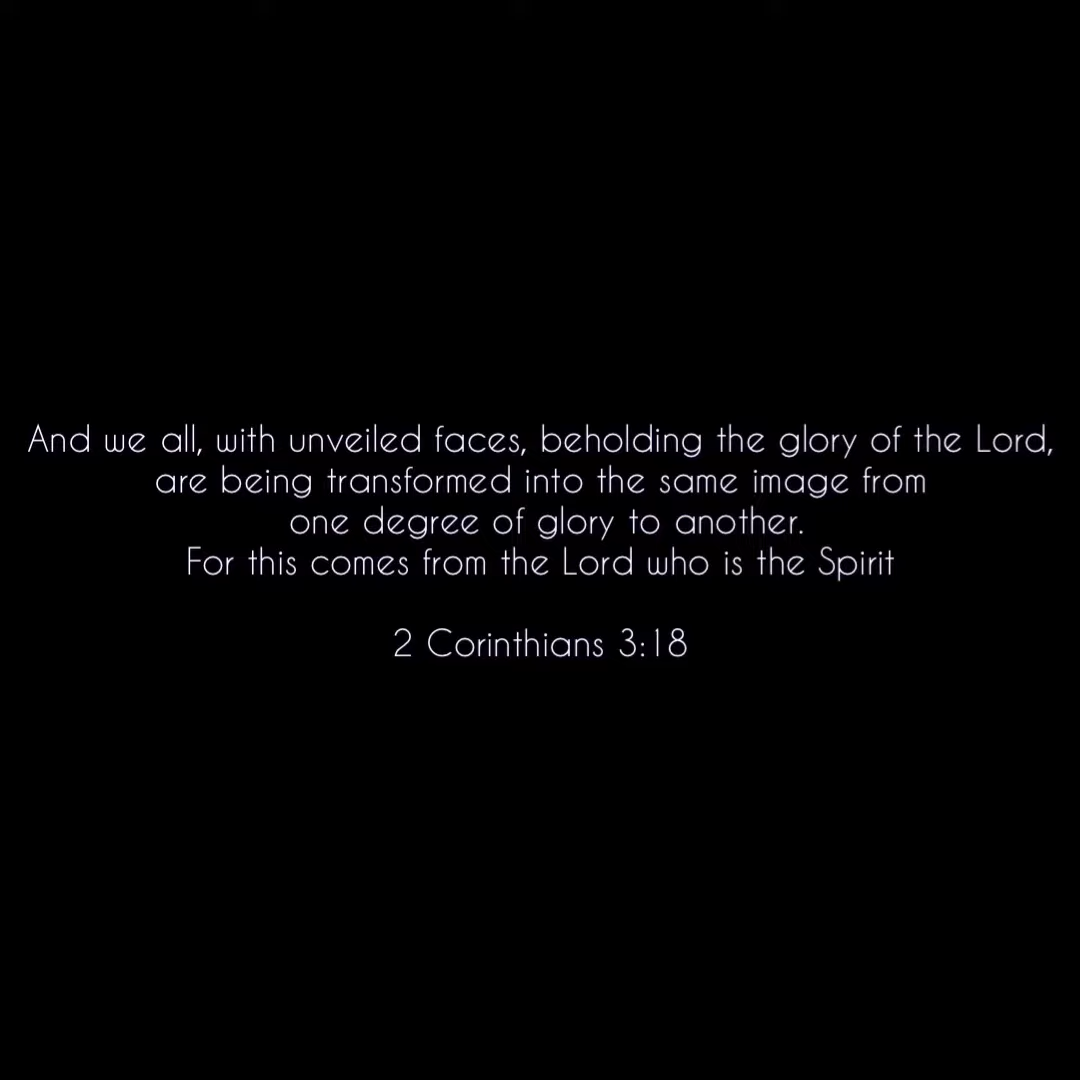 And we all, with unveiled faces, beholding the glory of the Lord,
are being transformed into the same image from
one degree of glory to another.
For this comes from the Lord who is the Spirit
2 Corinthians 3:18